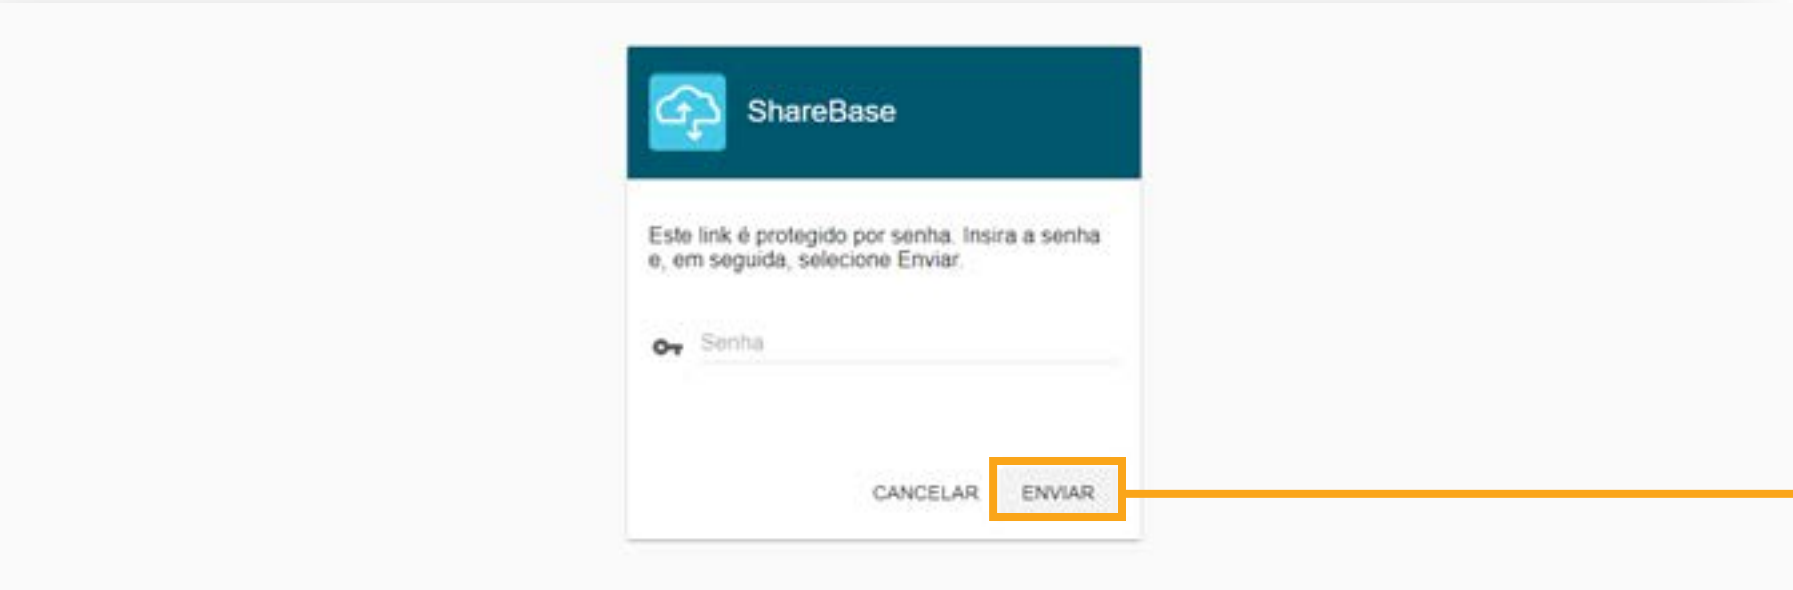 ShareBase
Este link é protegido por senha. Insira a senha
e, em seguida, selecione Enviar.
Senha
CANCELAR ENVIAR